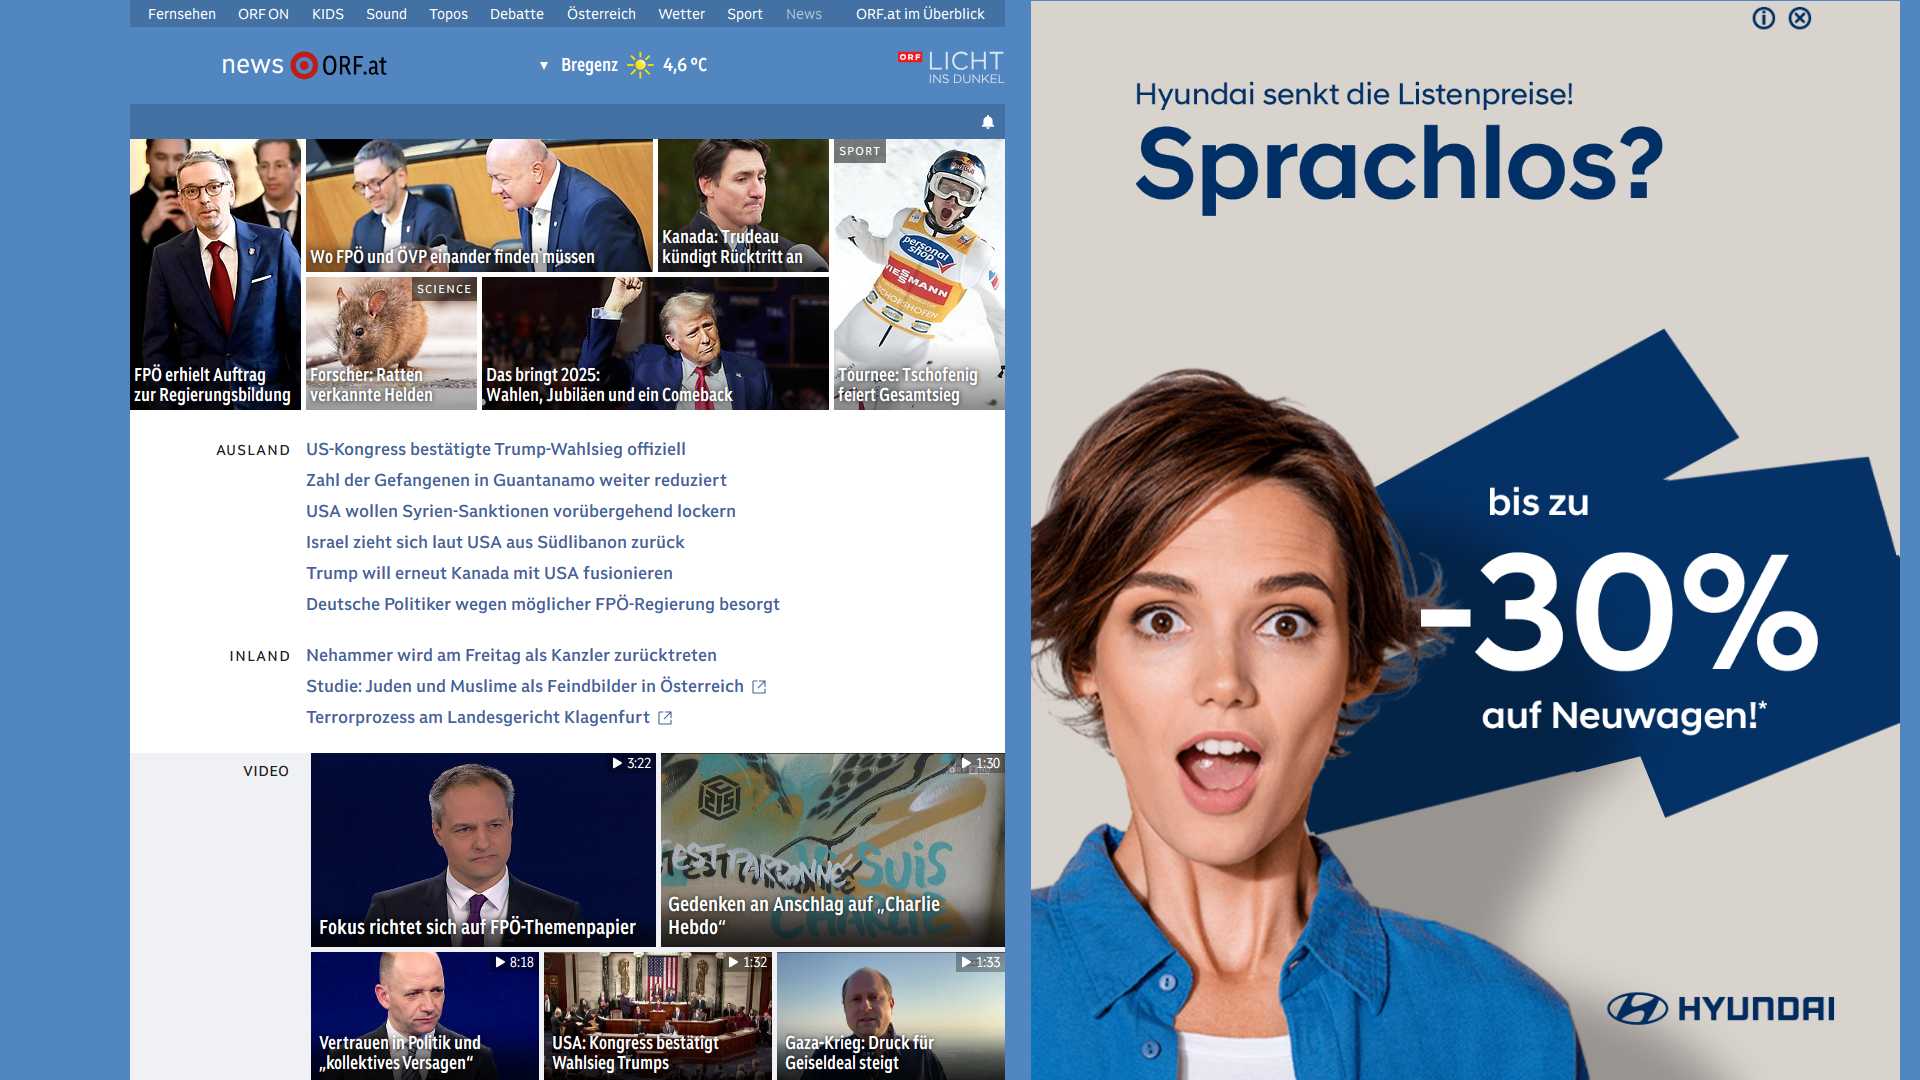 Fernsehen ORF ON KIDS Sound Topos Debatte Österreich Wetter Sport News ORF.at im Überblick
news ORF.at
Bregenz 4,6 °C
ORF LICHT
INS DUNKEL
FPÖ erhielt Auftrag
zur Regierungsbildung
Wo FPÖ und ÖVP einander finden müssen
Kanada: Trudeau
kündigt Rücktritt an
SPORT
Tournee: Tschofenig
feiert Gesamtsieg
SCIENCE
Forscher: Ratten
verkannte Helden
Das bringt 2025:
Wahlen, Jubiläen und ein Comeback
personal
shop
VIESSMANN
AUSLAND
US-Kongress bestätigte Trump-Wahlsieg offiziell
Zahl der Gefangenen in Guantanamo weiter reduziert
USA wollen Syrien-Sanktionen vorübergehend lockern
Israel zieht sich laut USA aus Südlibanon zurück
Trump will erneut Kanada mit USA fusionieren
Deutsche Politiker wegen möglicher FPÖ-Regierung besorgt
INLAND
Nehammer wird am Freitag als Kanzler zurücktreten
Studie: Juden und Muslime als Feindbilder in Österreich
Terrorprozess am Landesgericht Klagenfurt
VIDEO
3:22
Fokus richtet sich auf FPÖ-Themenpapier
1:30
Gedenken an Anschlag auf „Charlie
Hebdo“
8:18
Vertrauen in Politik und
„kollektives Versagen“
1:32
USA: Kongress bestätigt
Wahlsieg Trumps
1:33
Gaza-Krieg: Druck für
Geiseldeal steigt
Hyundai senkt die Listenpreise!
Sprachlos?
bis zu
-30%
auf Neuwagen!*
HYUNDAI